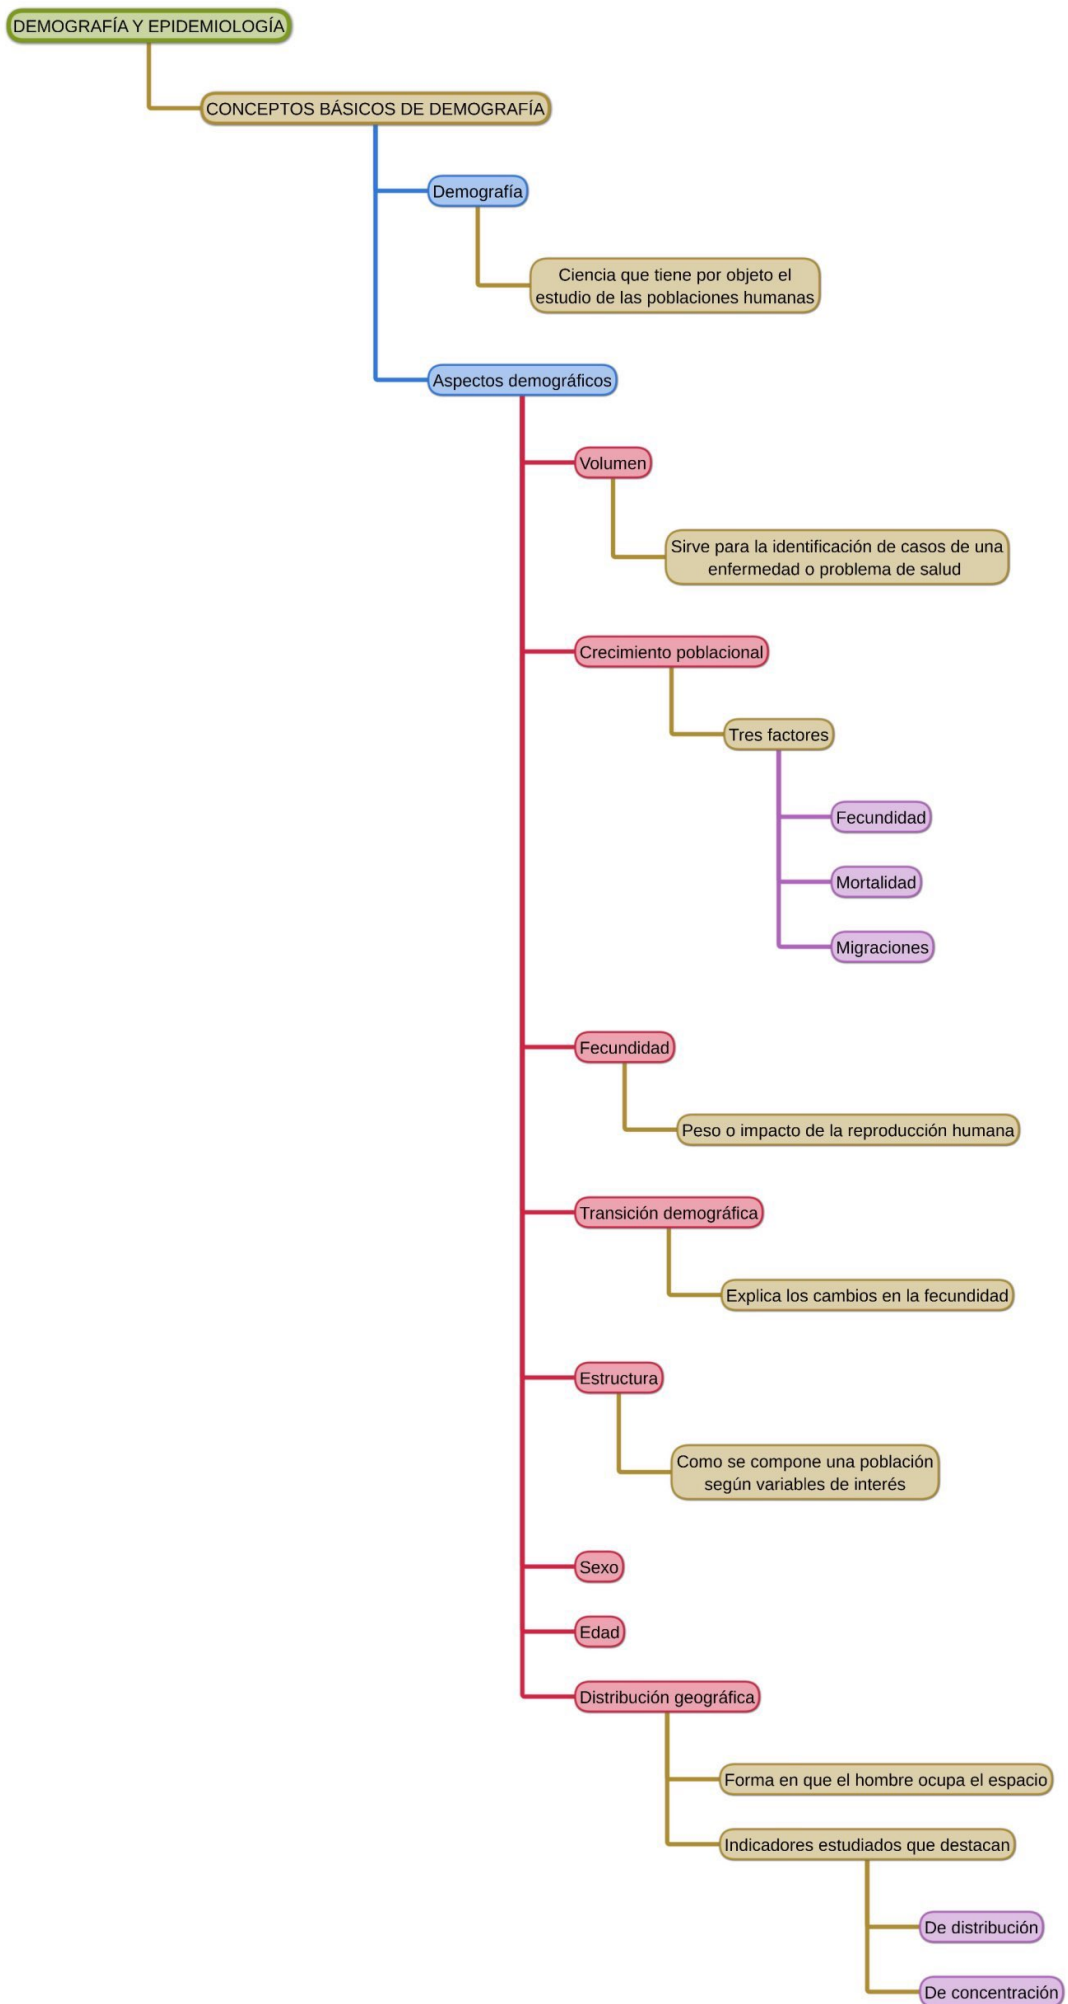 DEMOGRAFÍA Y EPIDEMIOLOGÍA
CONCEPTOS BÁSICOS DE DEMOGRAFÍA
Demografía
Ciencia que tiene por objeto el
estudio de las poblaciones humanas
Aspectos demográficos
Volumen
Sirve para la identificación de casos de una
enfermedad o problema de salud
Crecimiento poblacional
Tres factores
Fecundidad
Mortalidad
Migraciones
Fecundidad
Peso o impacto de la reproducción humana
Transición demográfica
Explica los cambios en la fecundidad
Estructura
Como se compone una población
según variables de interés
Sexo
Edad
Distribución geográfica
Forma en que el hombre ocupa el espacio
Indicadores estudiados que destacan
De distribución
De concentración